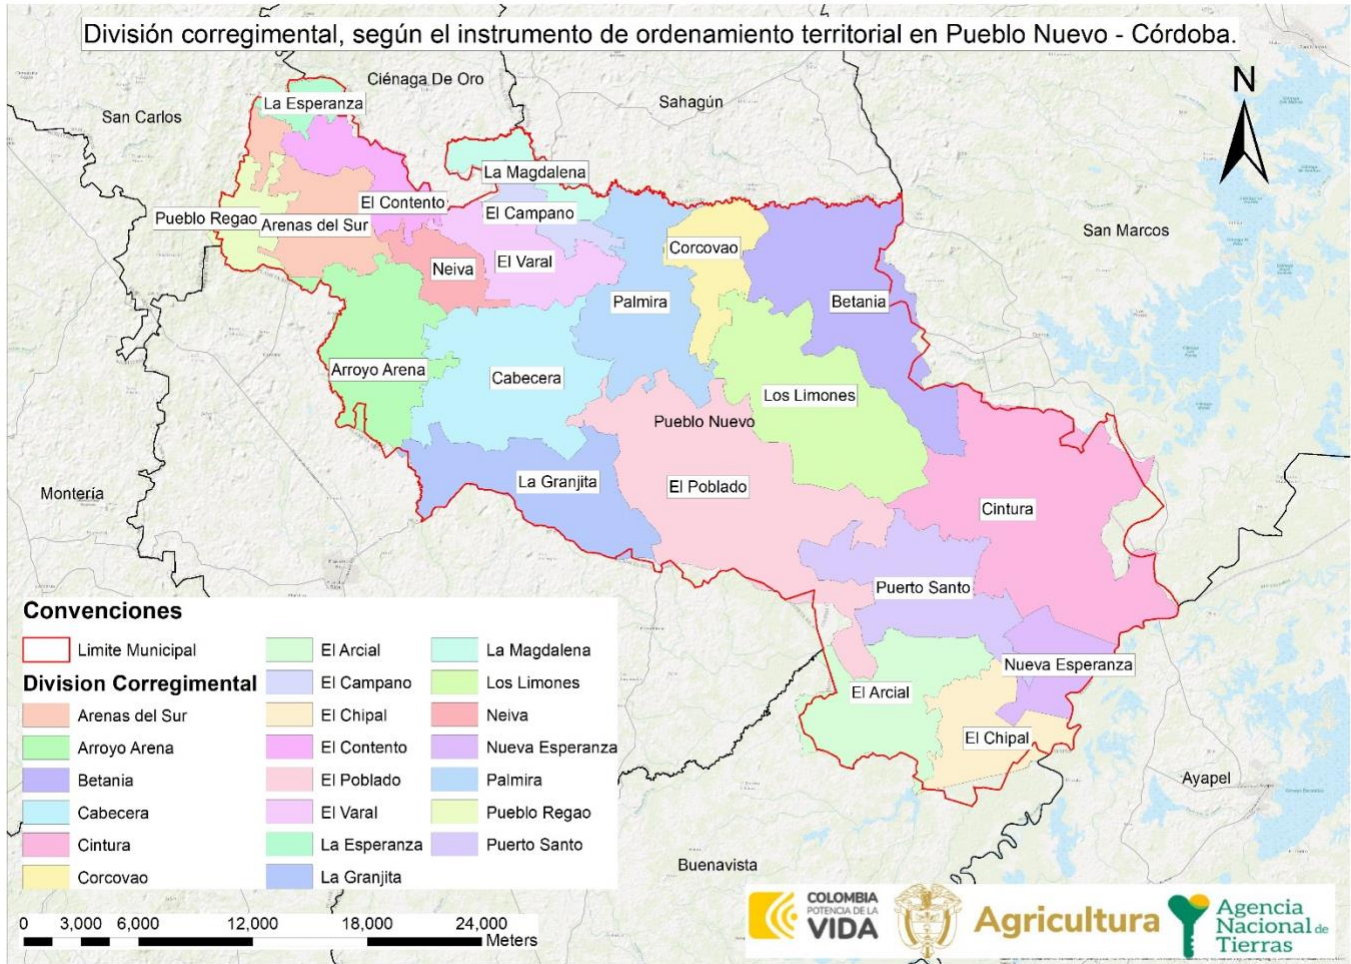 División corregimental, según el instrumento de ordenamiento territorial en Pueblo Nuevo - Córdoba.
N
Ciénaga De Oro
San Carlos
Sahagún
La Esperanza
La Magdalena
El Contento
El Campano
Pueblo Regao
Arenas del Sur
San Marcos
Corcovao
Neiva
El Varal
Palmira
Betania
Arroyo Arena
Cabecera
Los Limones
Pueblo Nuevo
Montería
La Granjita
El Poblado
Cintura
Puerto Santo
Nueva Esperanza
El Arcial
El Chipal
Ayapel
Buenavista
Convenciones
Limite Municipal
Division Corregimental
Arenas del Sur
Arroyo Arena
Betania
Cabecera
Cintura
Corcovao
El Arcial
El Campano
El Chipal
El Contento
El Poblado
El Varal
La Esperanza
La Granjita
La Magdalena
Los Limones
Neiva
Nueva Esperanza
Palmira
Pueblo Regao
Puerto Santo
0 3,000 6,000 12,000 18,000 24,000
Meters
COLOMBIA
POTENCIA DE LA
VIDA
Agricultura
Agencia
Nacional de
Tierras